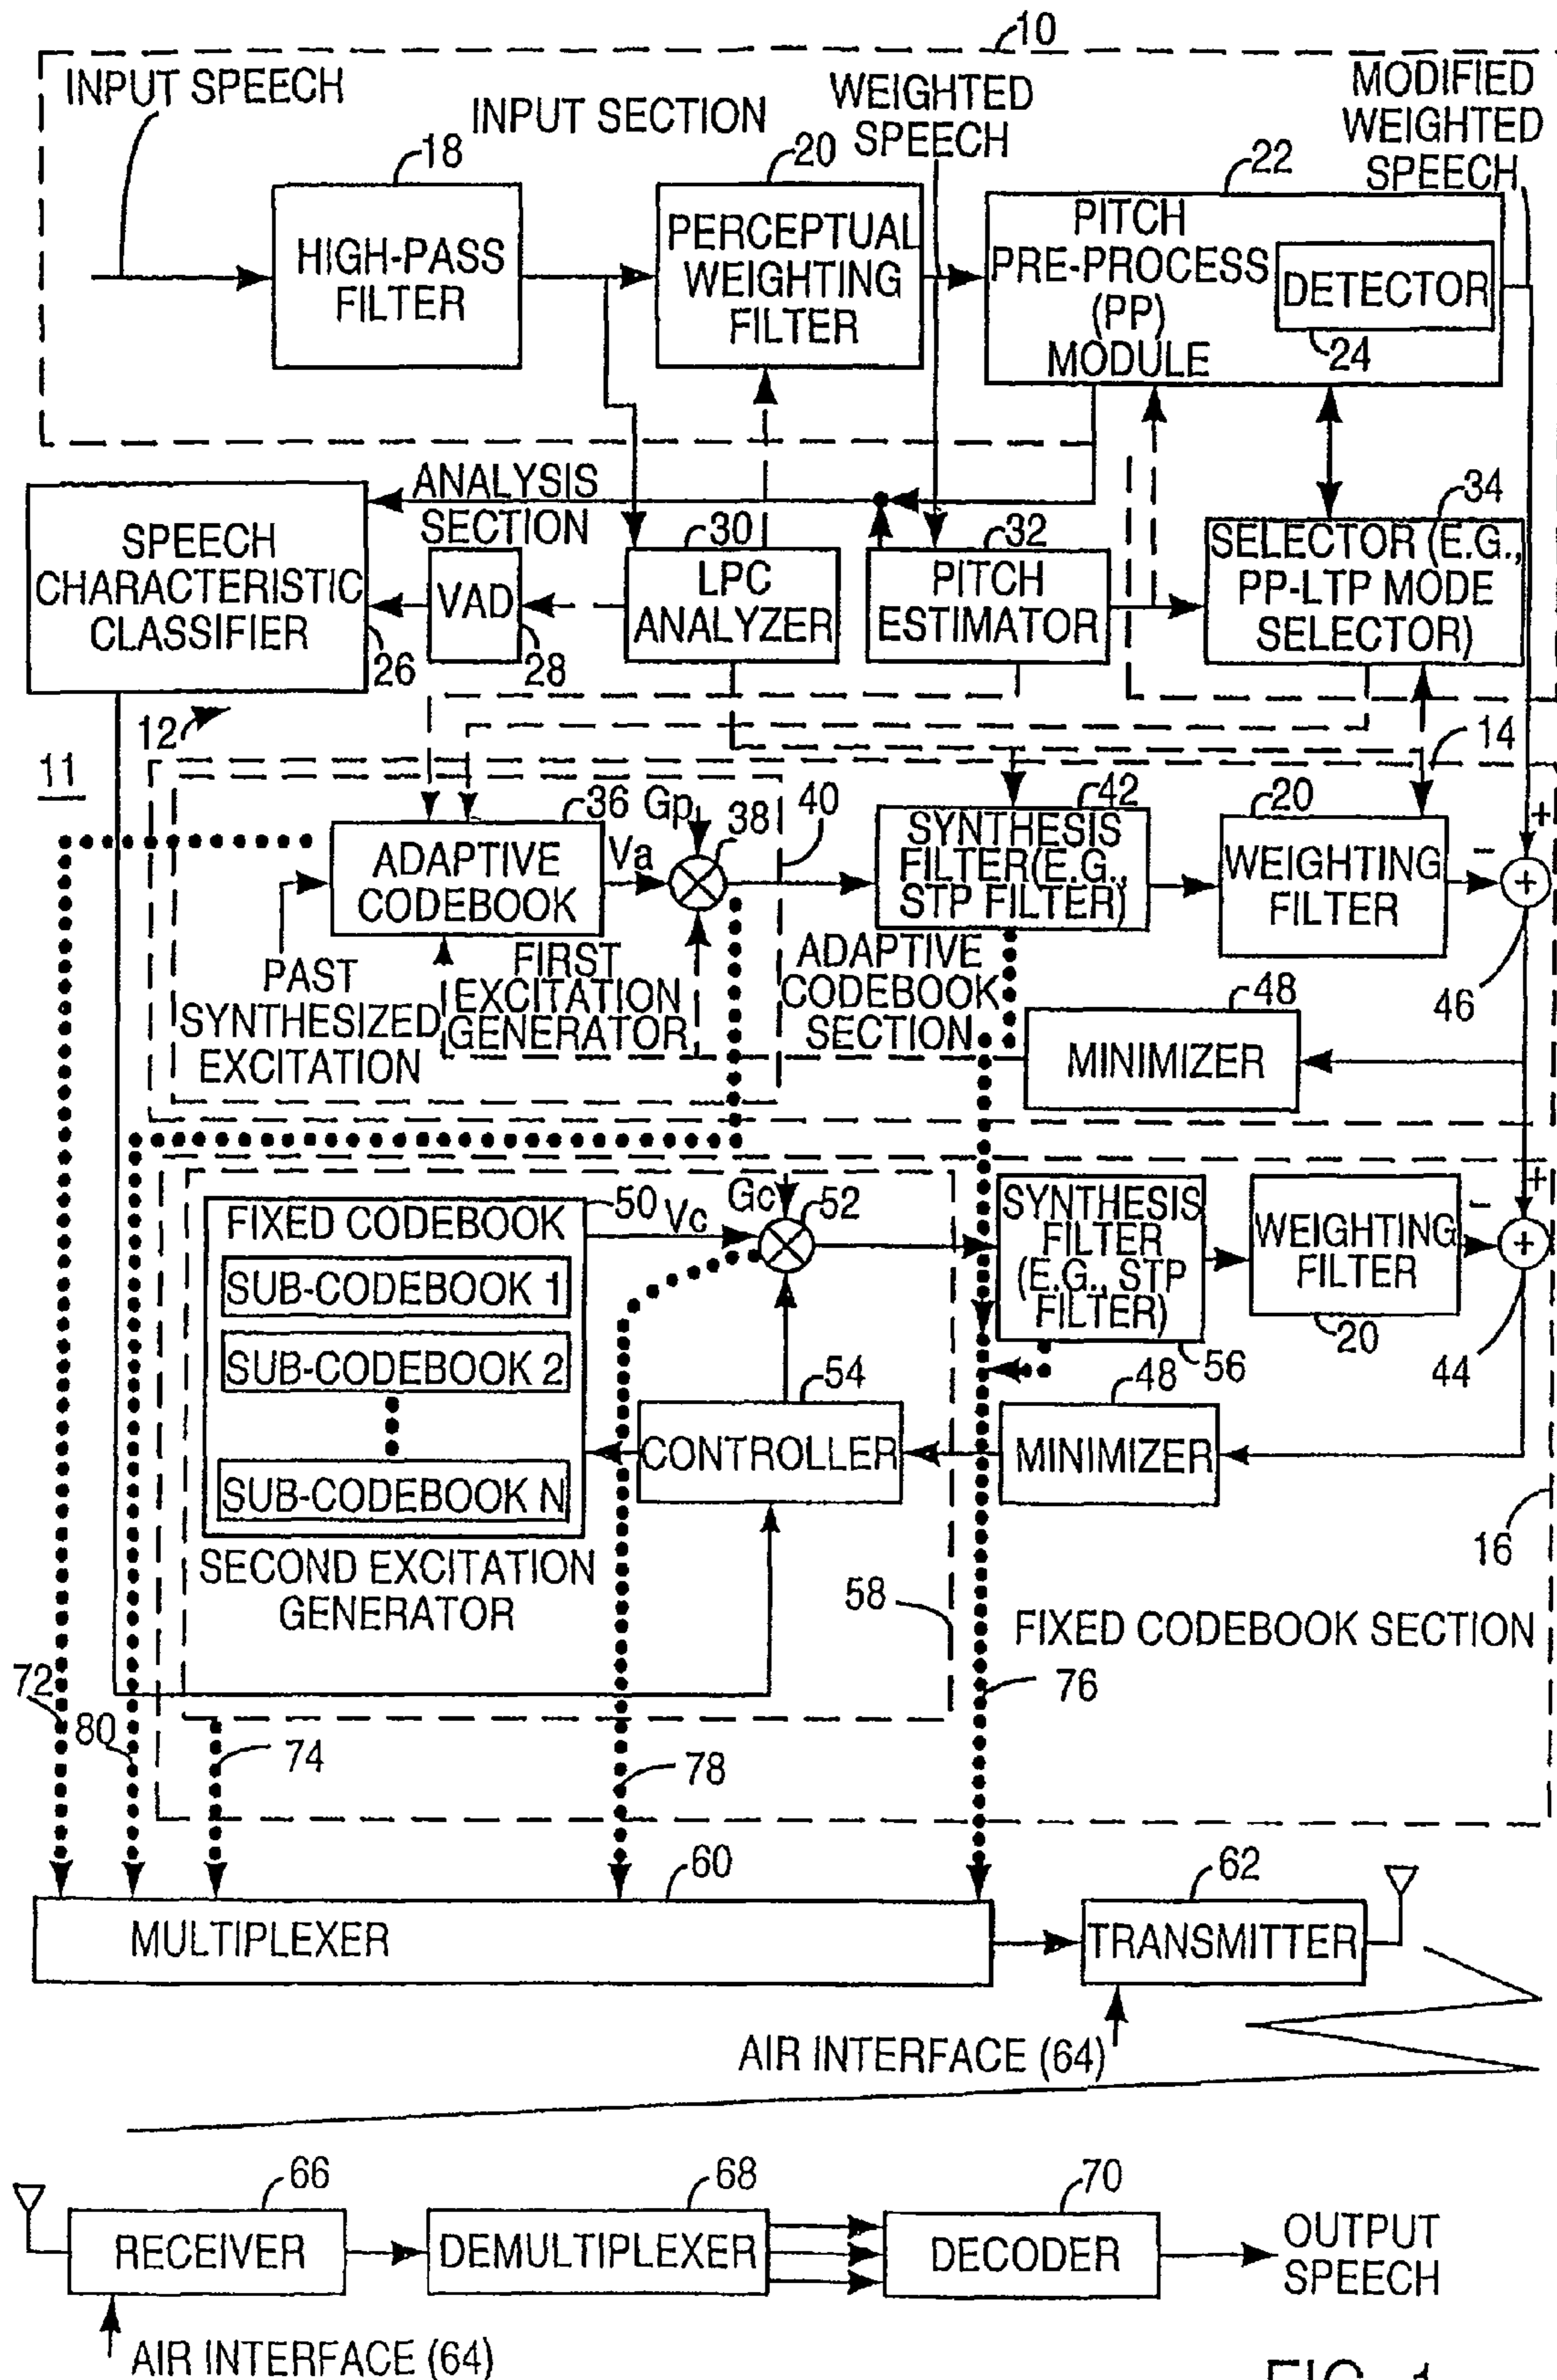 10
INPUT SPEECH
INPUT SECTION
WEIGHTED
SPEECH
MODIFIED
WEIGHTED
SPEECH
18
20
22
HIGH-PASS
FILTER
PERCEPTUAL
WEIGHTING
FILTER
PITCH
PRE-PROCESS
(PP)
MODULE
DETECTOR
24
ANALYSIS
SECTION
SPEECH
CHARACTERISTIC
CLASSIFIER
26
VAD
28
30
LPC
ANALYZER
32
PITCH
ESTIMATOR
34
SELECTOR (E.G.,
PP-LTP MODE
SELECTOR)
12
11
14
36
ADAPTIVE
CODEBOOK
Va
Gp
38
40
42
SYNTHESIS
FILTER(E.G.,
STP FILTER)
20
WEIGHTING
FILTER
-
+
+
46
PAST
SYNTHESIZED
EXCITATION
FIRST
EXCITATION
GENERATOR
ADAPTIVE
CODEBOOK
SECTION
48
MINIMIZER
50
FIXED CODEBOOK
SUB-CODEBOOK 1
SUB-CODEBOOK 2
SUB-CODEBOOK N
Vc
Gc
52
SYNTHESIS
FILTER
(E.G., STP
FILTER)
56
WEIGHTING
FILTER
20
-
+
+
44
54
CONTROLLER
48
MINIMIZER
16
SECOND EXCITATION
GENERATOR
58
FIXED CODEBOOK SECTION
72
80
74
78
76
60
MULTIPLEXER
62
TRANSMITTER
AIR INTERFACE (64)
66
RECEIVER
68
DEMULTIPLEXER
70
DECODER
OUTPUT
SPEECH
AIR INTERFACE (64)
FIG. 1